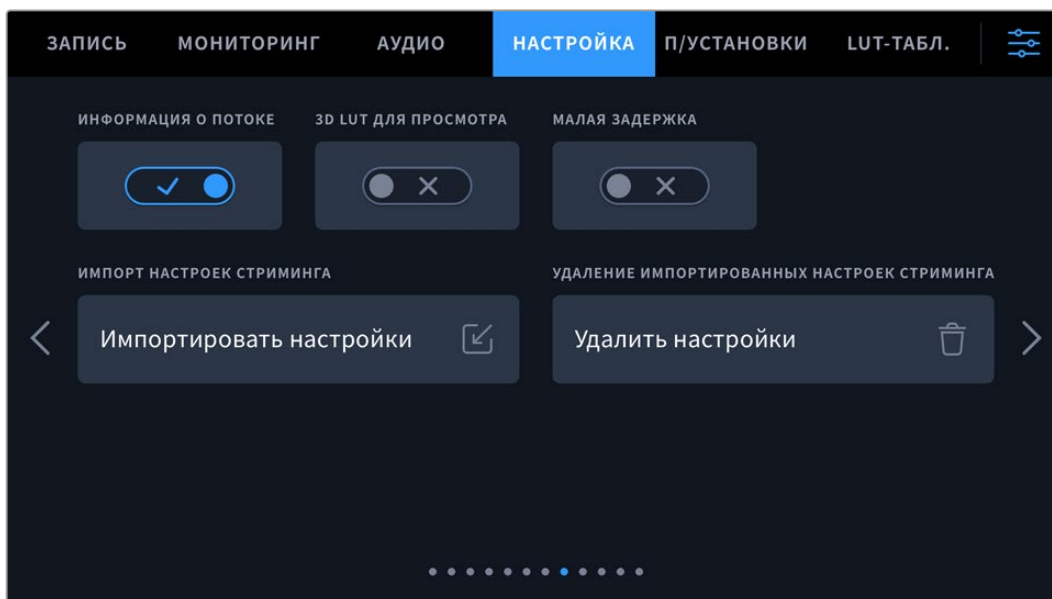 ЗАПИСЬ МОНИТОРИНГ АУДИО НАСТРОЙКА П/УСТАНОВКИ LUT-ТАБЛ.
ИНФОРМАЦИЯ О ПОТОКЕ 3D LUT ДЛЯ ПРОСМОТРА МАЛАЯ ЗАДЕРЖКА
ИМПОРТ НАСТРОЕК СТРИМИНГА УДАЛЕНИЕ ИМПОРТИРОВАННЫХ НАСТРОЕК СТРИМИНГА
Импортировать настройки Удалить настройки